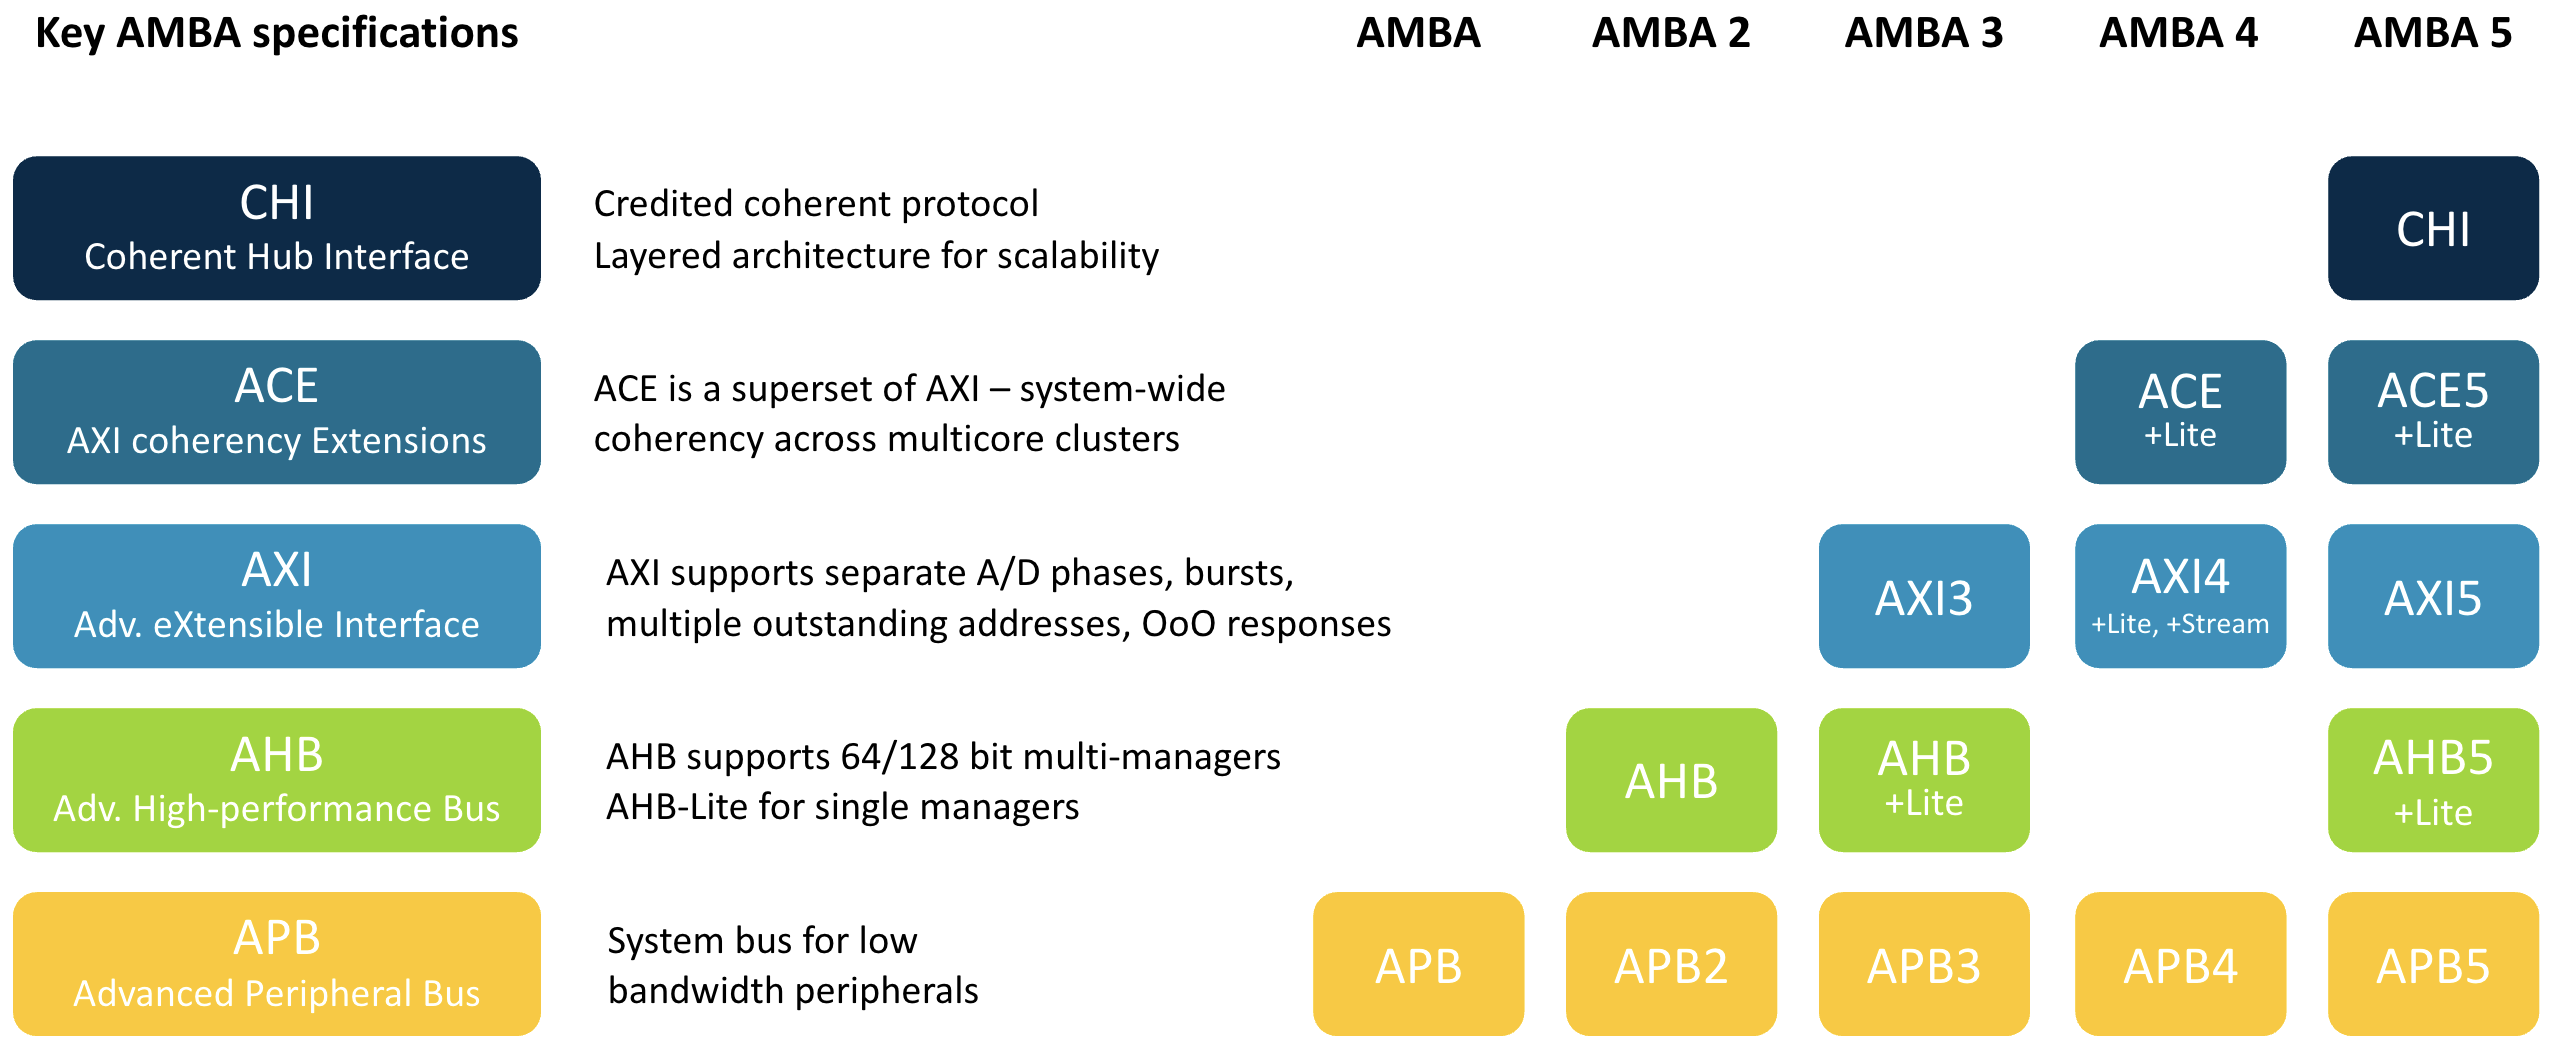 Key AMBA specifications AMBA AMBA 2 AMBA 3 AMBA 4 AMBA 5
CHI
Coherent Hub Interface
Credited coherent protocol
Layered architecture for scalability
CHI
ACE
AXI coherency Extensions
ACE is a superset of AXI – system-wide
coherency across multicore clusters
ACE
+Lite
ACE5
+Lite
AXI
Adv. eXtensible Interface
AXI supports separate A/D phases, bursts,
multiple outstanding addresses, OoO responses
AXI3
AXI4
+Lite, +Stream
AXI5
AHB
Adv. High-performance Bus
AHB supports 64/128 bit multi-managers
AHB-Lite for single managers
AHB
AHB
+Lite
AHB5
+Lite
APB
Advanced Peripheral Bus
System bus for low
bandwidth peripherals
APB
APB2
APB3
APB4
APB5